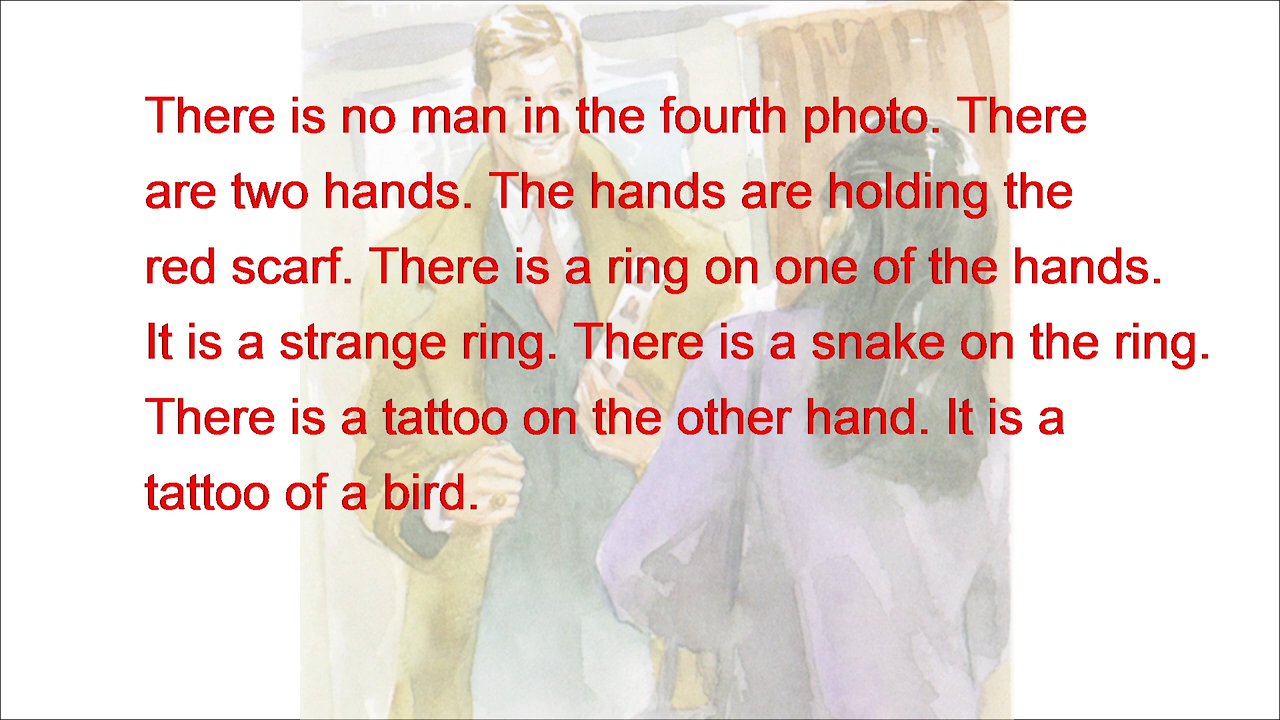 There is no man in the fourth photo. There
are two hands. The hands are holding the
red scarf. There is a ring on one of the hands.
It is a strange ring. There is a snake on the ring.
There is a tattoo on the other hand. It is a
tattoo of a bird.